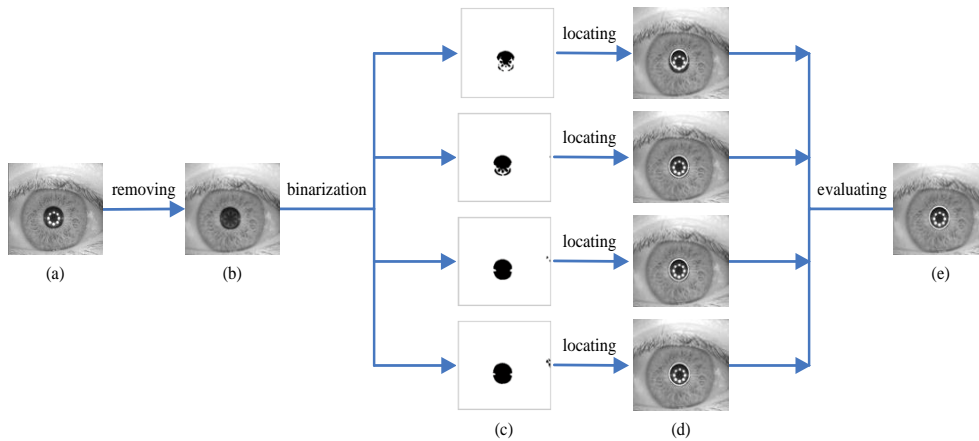 locating
locating
removing
binarization
evaluating
locating
locating
(a)
(b)
(e)
(c)
(d)